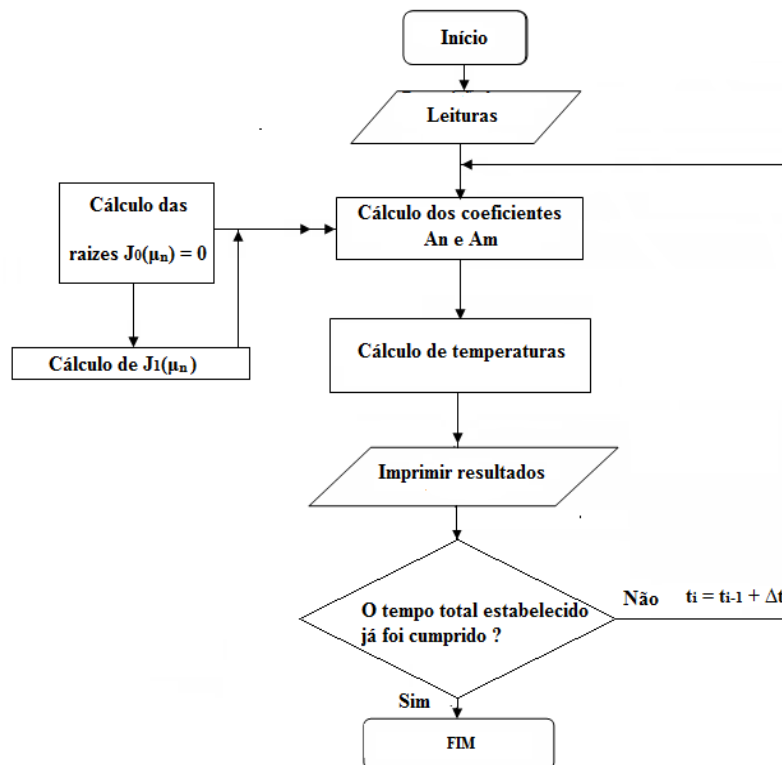 Início
Leituras
Cálculo das
raizes J₀(μₙ) = 0
Cálculo dos coeficientes
An e Am
Cálculo de J₁(μₙ)
Cálculo de temperaturas
Imprimir resultados
O tempo total estabelecido
já foi cumprido ?
Não tᵢ = tᵢ₋₁ + Δt
Sim
FIM